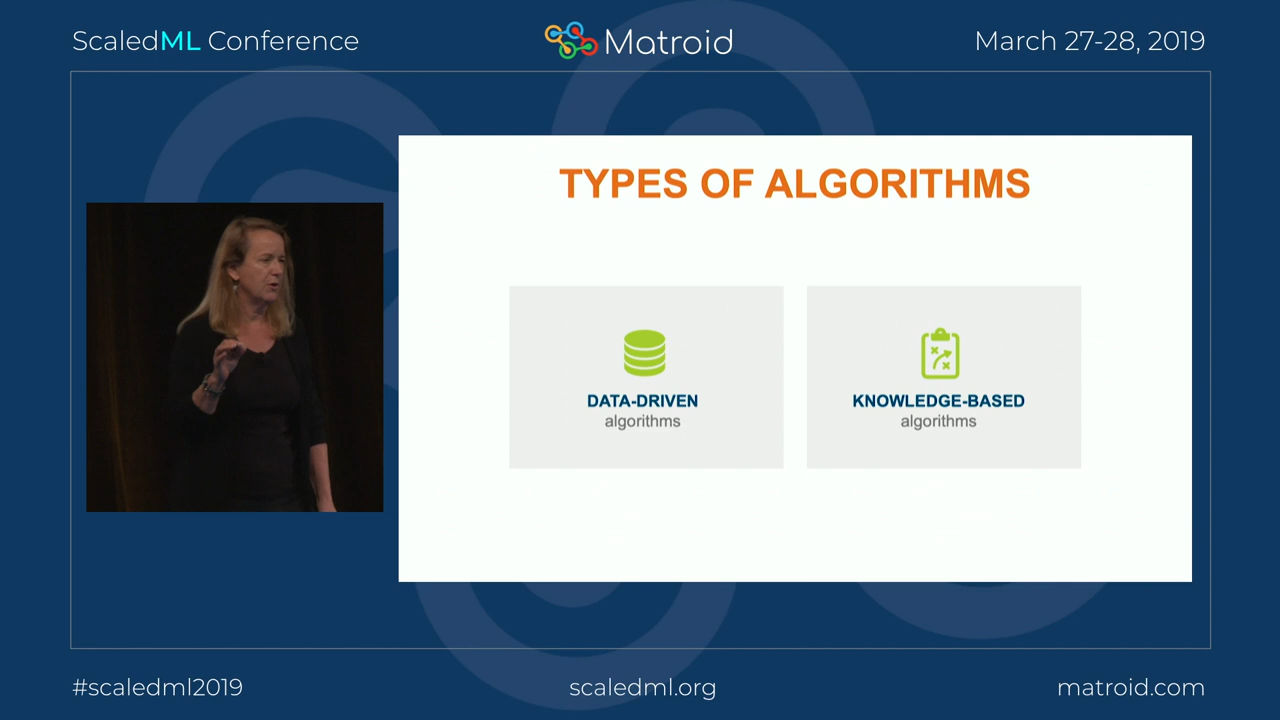 ScaledML Conference
Matroid
March 27-28, 2019
TYPES OF ALGORITHMS
DATA-DRIVEN
algorithms
KNOWLEDGE-BASED
algorithms
#scaledml2019
scaledml.org
matroid.com